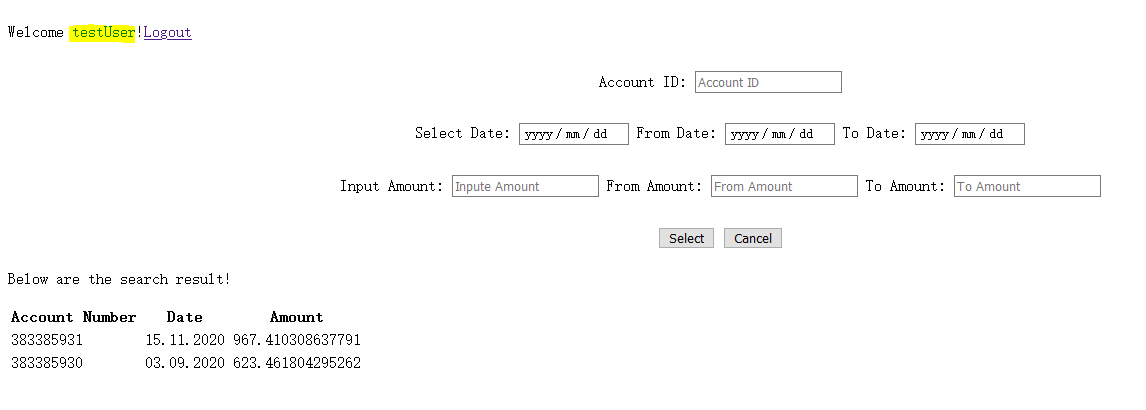 Welcome testUser!Logout
Account ID: Account ID
Select Date: yyyy/mm/dd From Date: yyyy/mm/dd To Date: yyyy/mm/dd
Input Amount: Inpute Amount From Amount: From Amount To Amount: To Amount
Select Cancel
Below are the search result!
Account Number Date Amount
383385931 15.11.2020 967.410308637791
383385930 03.09.2020 623.461804295262